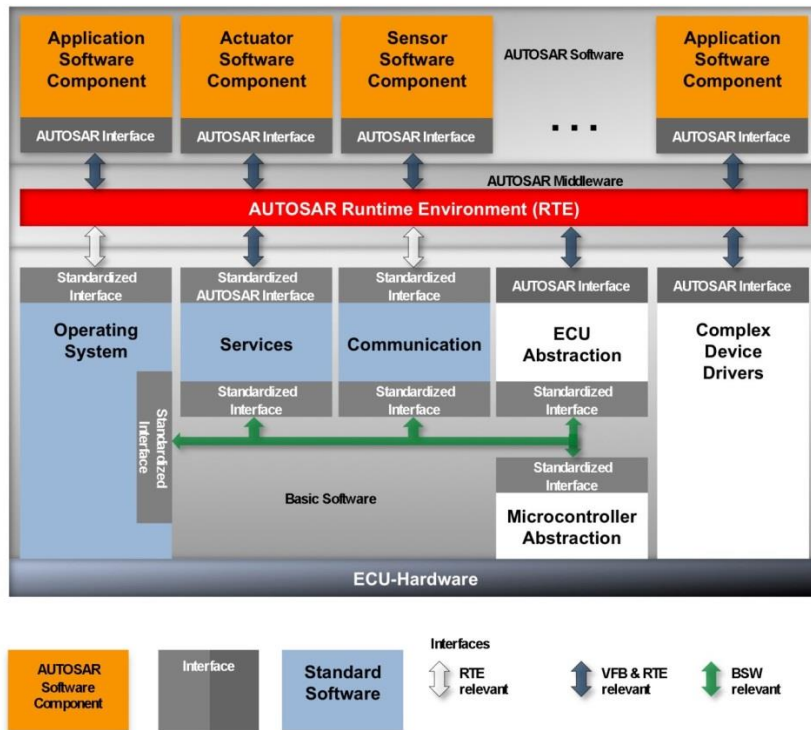 Application
Software
Component
AUTOSAR Interface
Actuator
Software
Component
AUTOSAR Interface
Sensor
Software
Component
AUTOSAR Interface
AUTOSAR Software
. . .
Application
Software
Component
AUTOSAR Interface
AUTOSAR Middleware
AUTOSAR Runtime Environment (RTE)
Standardized
Interface
Operating
System
Standardized
Interface
Standardized
AUTOSAR Interface
Services
Standardized
Interface
Standardized
Interface
Communication
Standardized
Interface
AUTOSAR Interface
ECU
Abstraction
Standardized
Interface
AUTOSAR Interface
Complex
Device
Drivers
Standardized
Interface
Microcontroller
Abstraction
Basic Software
ECU-Hardware
AUTOSAR
Software
Component
Interface
Standard
Software
Interfaces
RTE
relevant
VFB & RTE
relevant
BSW
relevant